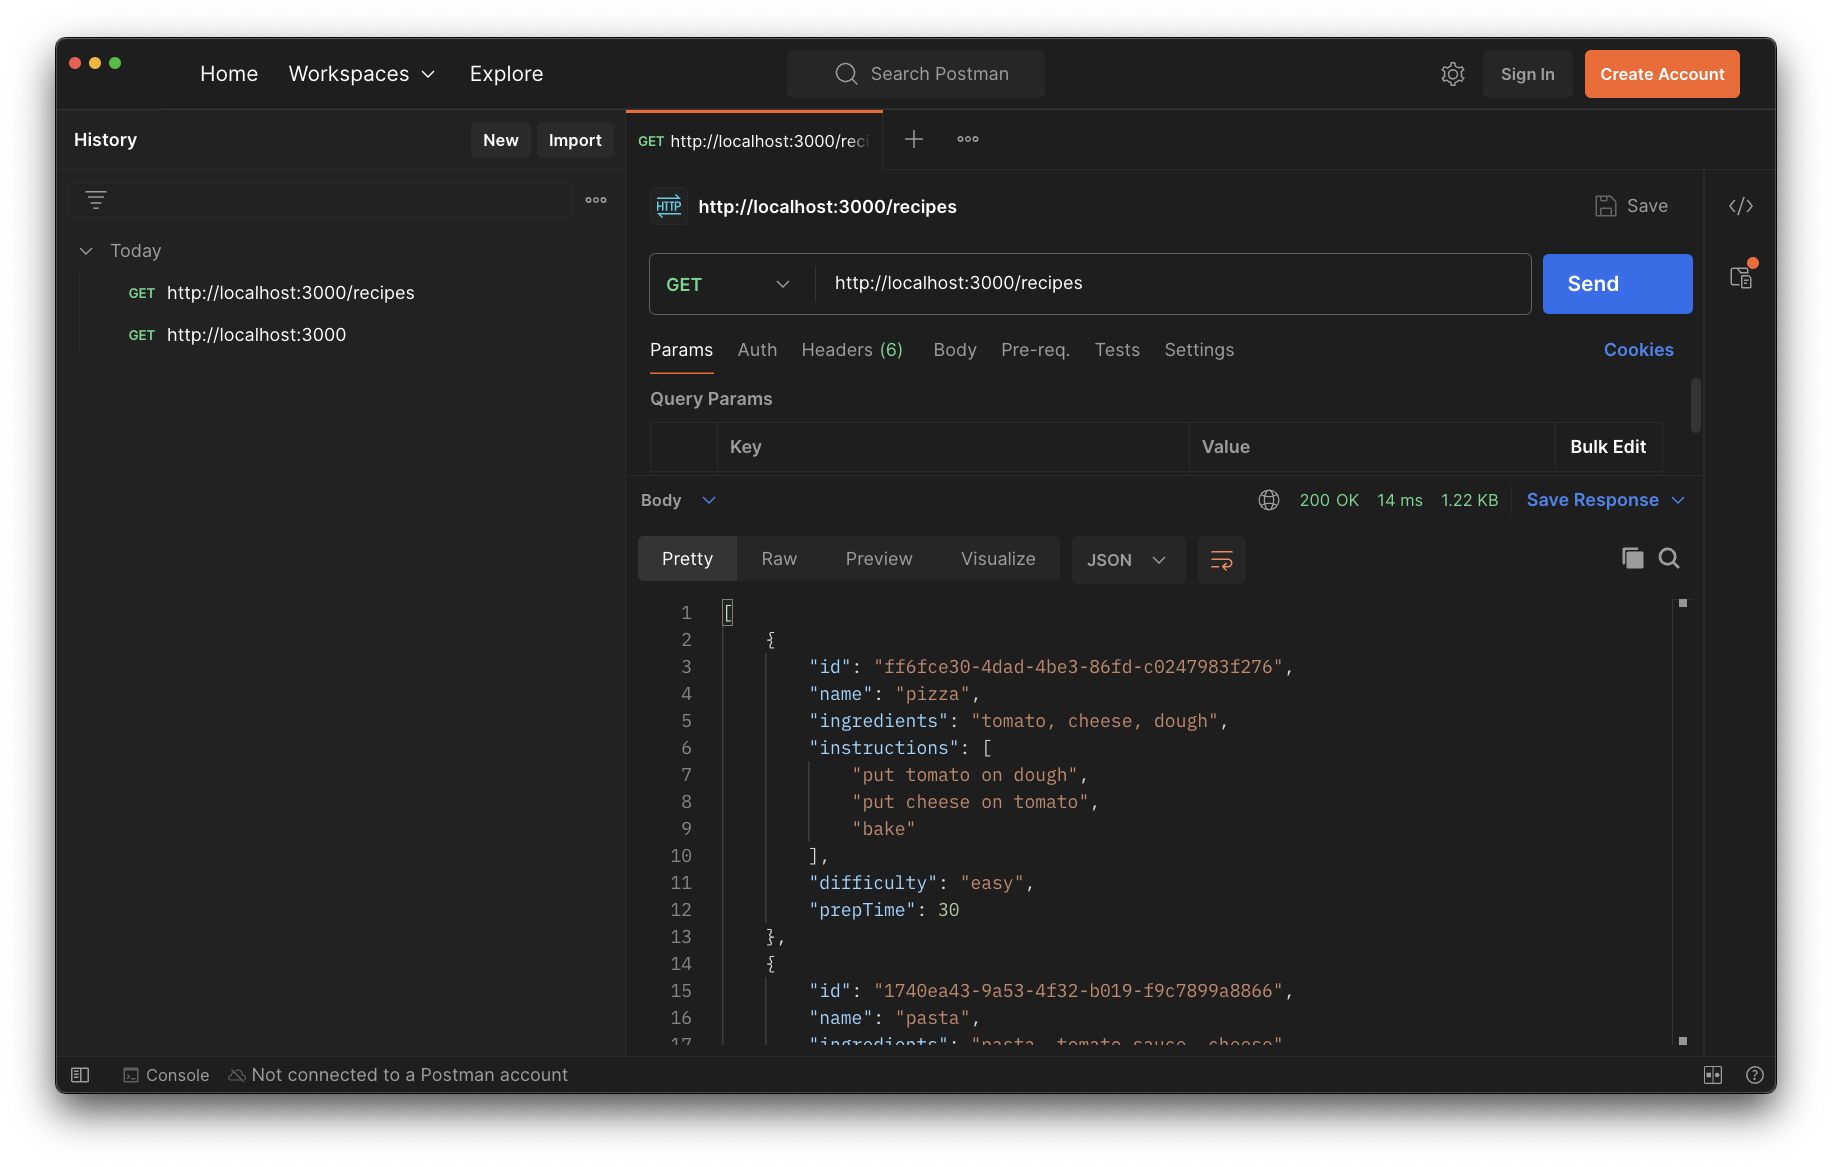 Home Workspaces Explore Search Postman Sign In Create Account
History New Import
GET http://localhost:3000/reci
HTTP http://localhost:3000/recipes Save
Today
GET http://localhost:3000/recipes
GET http://localhost:3000
GET http://localhost:3000/recipes Send
Params Auth Headers (6) Body Pre-req. Tests Settings Cookies
Query Params
Key Value Bulk Edit
Body 200 OK 14 ms 1.22 KB Save Response
Pretty Raw Preview Visualize JSON
1 [
2 {
3 "id": "ff6fce30-4dad-4be3-86fd-c0247983f276",
4 "name": "pizza",
5 "ingredients": "tomato, cheese, dough",
6 "instructions": [
7 "put tomato on dough",
8 "put cheese on tomato",
9 "bake"
10 ],
11 "difficulty": "easy",
12 "prepTime": 30
13 },
14 {
15 "id": "1740ea43-9a53-4f32-b019-f9c7899a8866",
16 "name": "pasta",
17 "ingredients": "pasta, tomato sauce, cheese"
Console Not connected to a Postman account